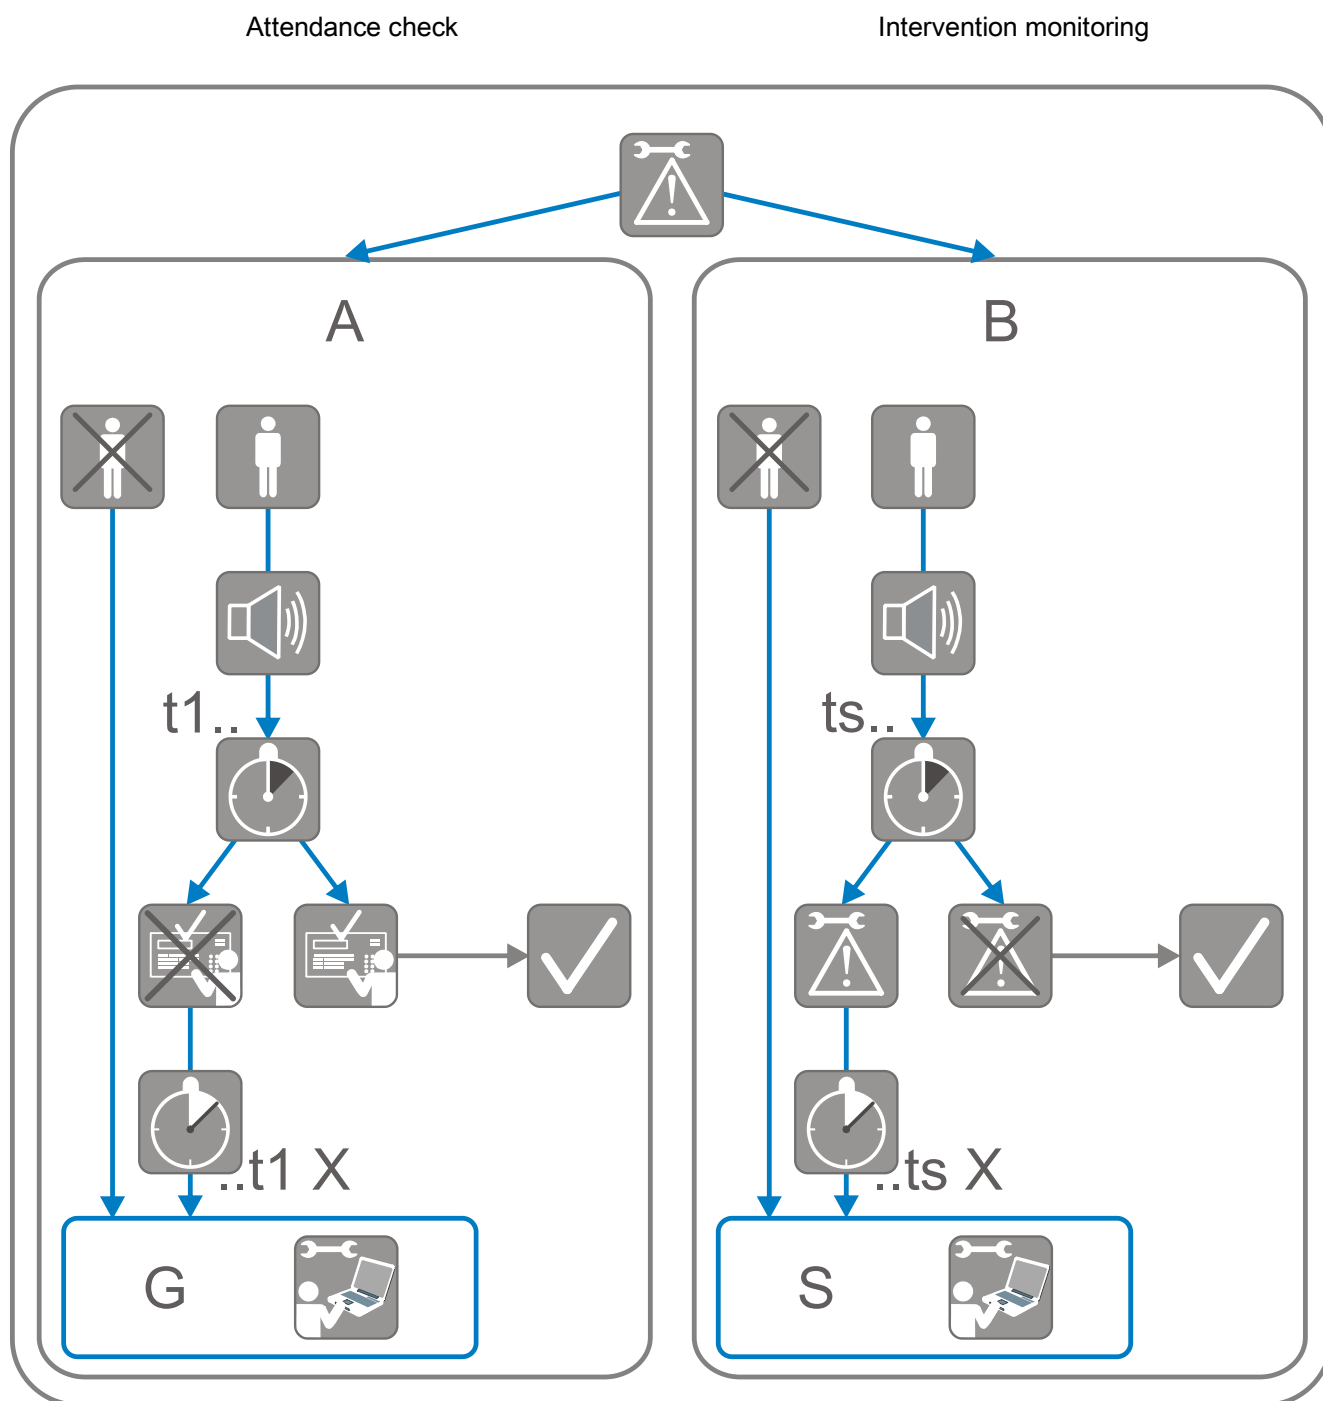 Attendance check
Intervention monitoring
A
B
t1..
ts..
..t1 X
..ts X
G
S